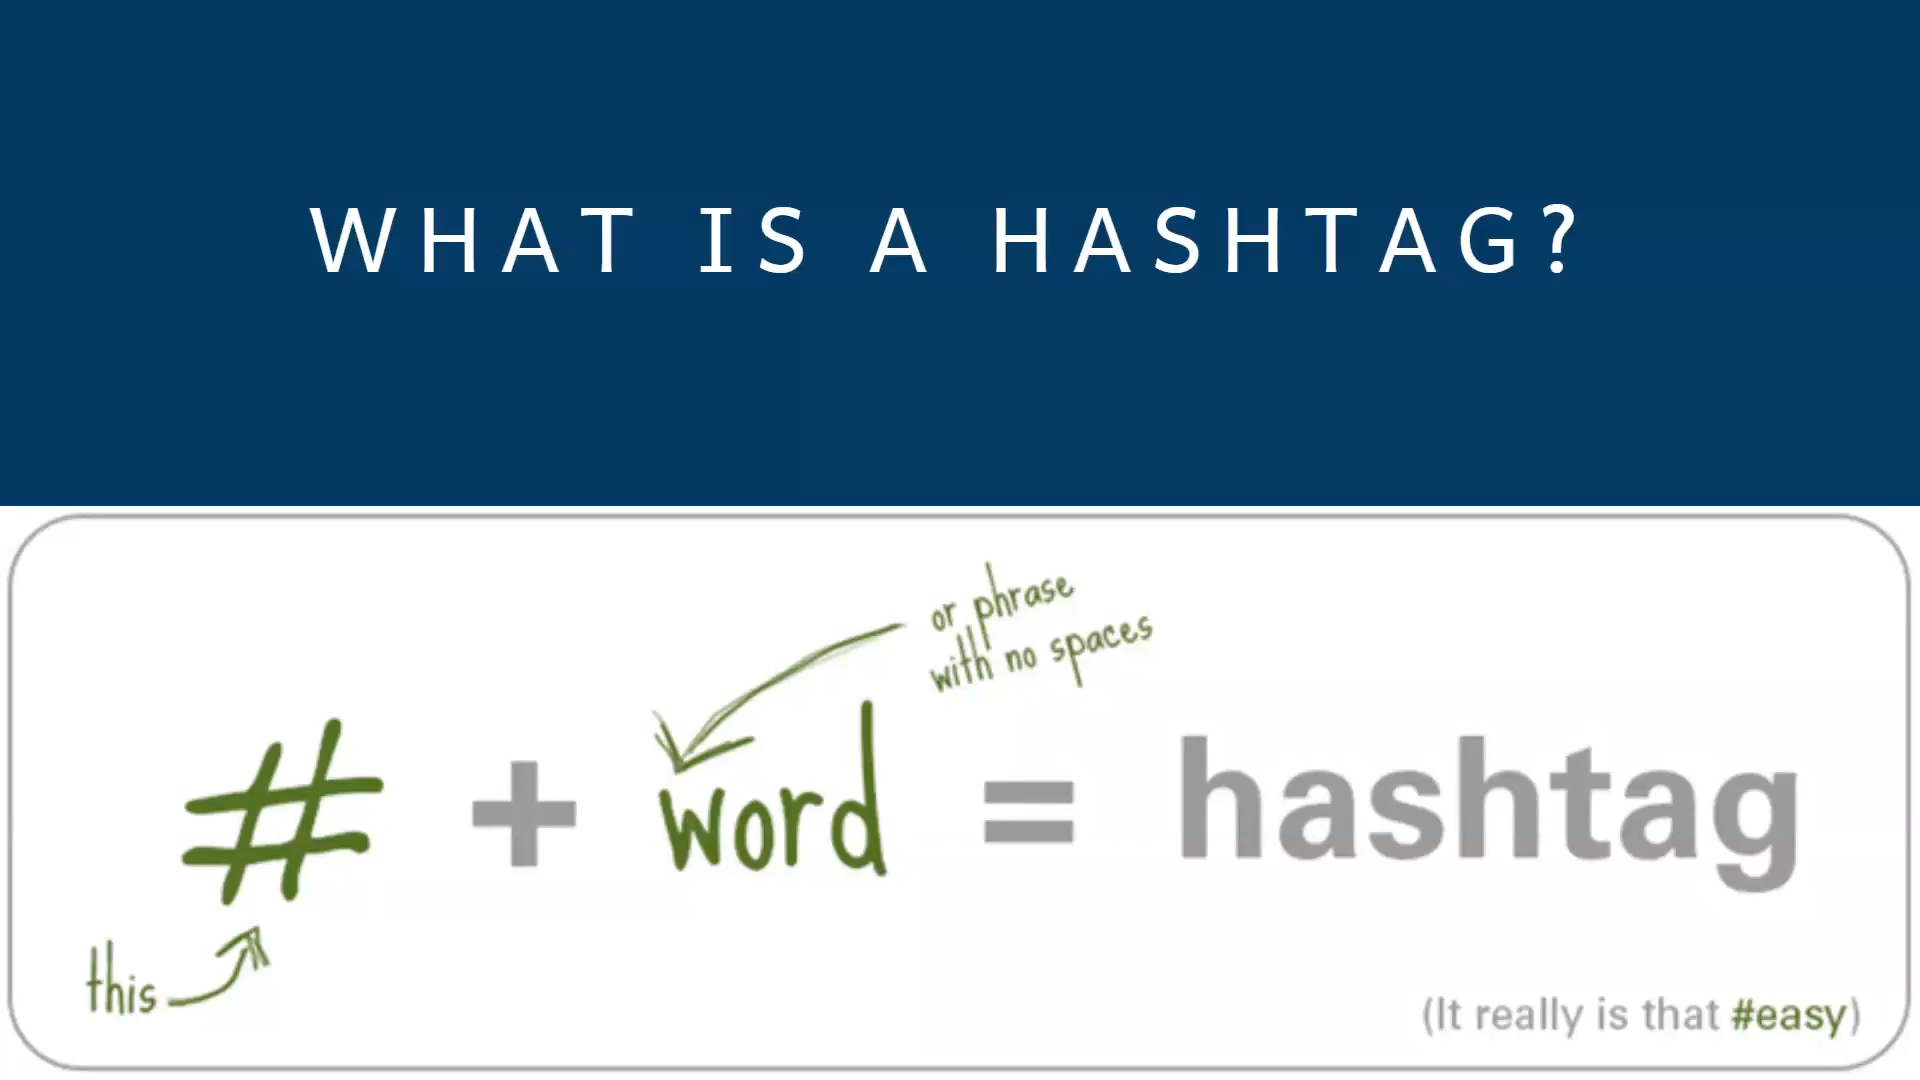 WHAT IS A HASHTAG?
or phrase
with no spaces
# + word = hashtag
this
(It really is that #easy)